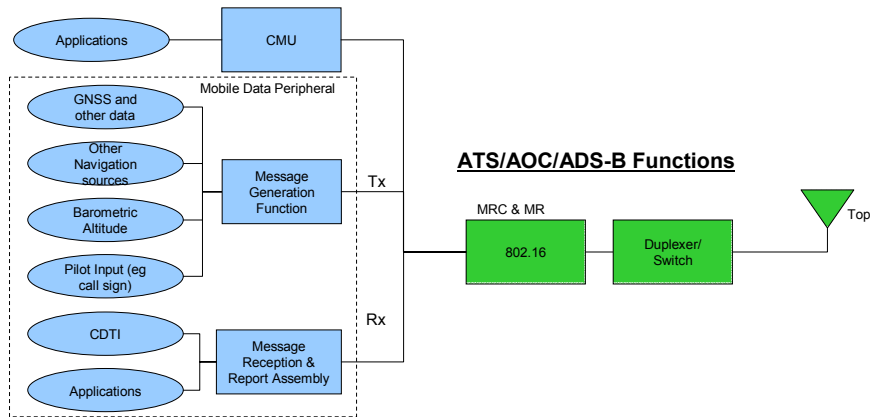 Applications
CMU
Mobile Data Peripheral
GNSS and
other data
Other
Navigation
sources
Barometric
Altitude
Pilot Input (eg
call sign)
Message
Generation
Function
Tx
ATS/AOC/ADS-B Functions
MRC & MR
802.16
Duplexer/
Switch
Top
CDTI
Applications
Message
Reception &
Report Assembly
Rx